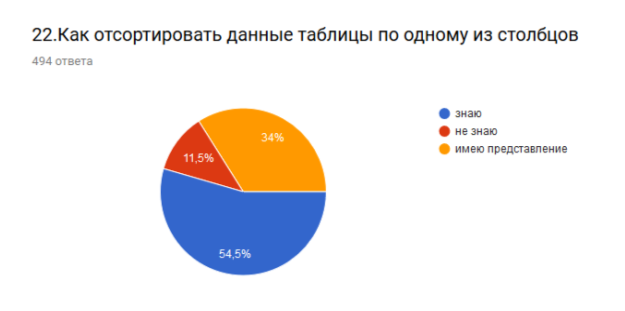 22.Как отсортировать данные таблицы по одному из столбцов
494 ответа
знаю
не знаю
имею представление
34%
11,5%
54,5%